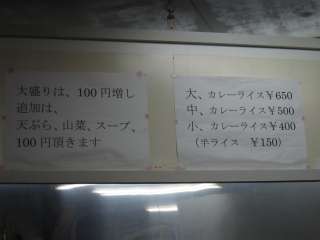 大盛りは、100円増し
追加は、
天ぷら、山菜、スープ、
100円頂きます
大、カレーライス￥650
中、カレーライス￥500
小、カレーライス￥400
（半ライス　￥150）